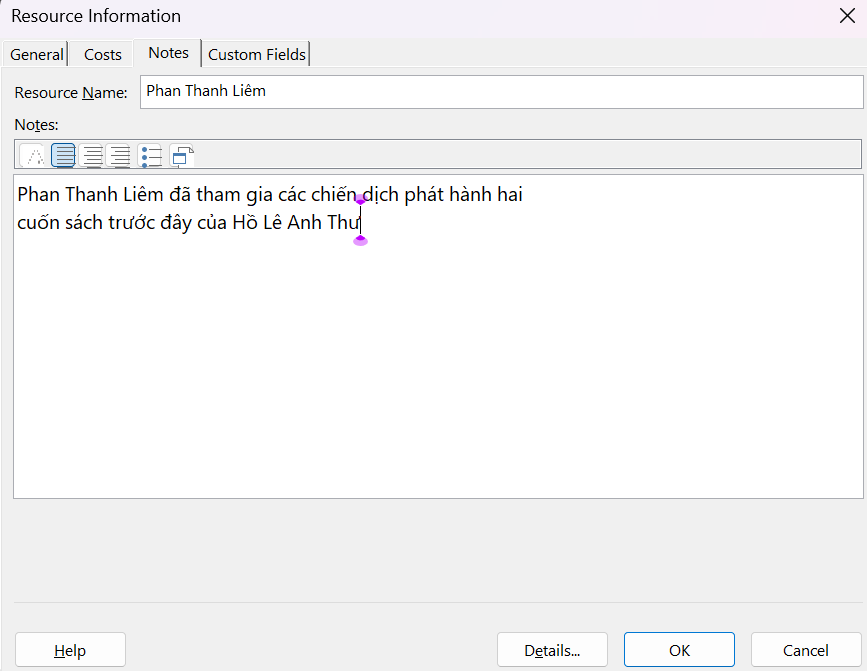 Resource Information
General
Costs
Notes
Custom Fields
Resource Name:
Phan Thanh Liêm
Notes:
Phan Thanh Liêm đã tham gia các chiến dịch phát hành hai
cuốn sách trước đây của Hồ Lê Anh Thư
Help
Details...
OK
Cancel